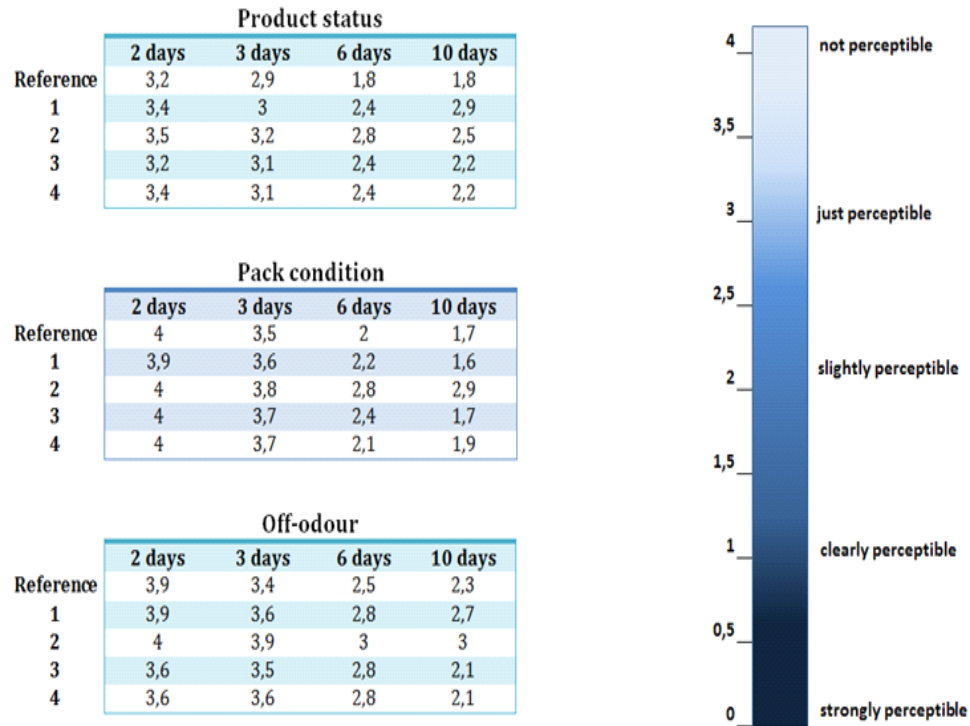 Product status
2 days 3 days 6 days 10 days
Reference 3,2 2,9 1,8 1,8
1 3,4 3 2,4 2,9
2 3,5 3,2 2,8 2,5
3 3,2 3,1 2,4 2,2
4 3,4 3,1 2,4 2,2
Pack condition
2 days 3 days 6 days 10 days
Reference 4 3,5 2 1,7
1 3,9 3,6 2,2 1,6
2 4 3,8 2,8 2,9
3 4 3,7 2,4 1,7
4 4 3,7 2,1 1,9
Off-odour
2 days 3 days 6 days 10 days
Reference 3,9 3,4 2,5 2,3
1 3,9 3,6 2,8 2,7
2 4 3,9 3 3
3 3,6 3,5 2,8 2,1
4 3,6 3,6 2,8 2,1
4 not perceptible
3,5
3 just perceptible
2,5
2 slightly perceptible
1,5
1 clearly perceptible
0,5
0 strongly perceptible